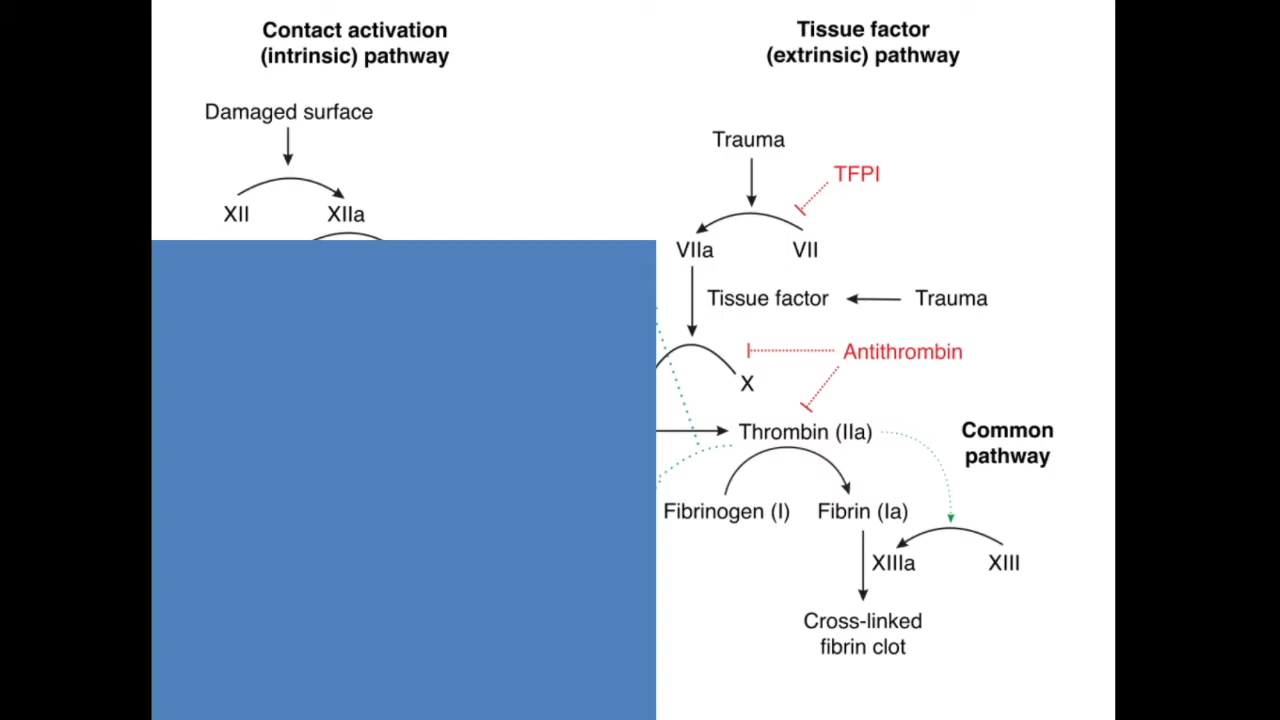 Contact activation
(intrinsic) pathway
Tissue factor
(extrinsic) pathway
Damaged surface
Trauma
TFPI
XII
XIIa
VIIa
VII
Tissue factor
Trauma
Antithrombin
X
Thrombin (IIa)
Common
pathway
Fibrinogen (I)
Fibrin (Ia)
XIIIa
XIII
Cross-linked
fibrin clot